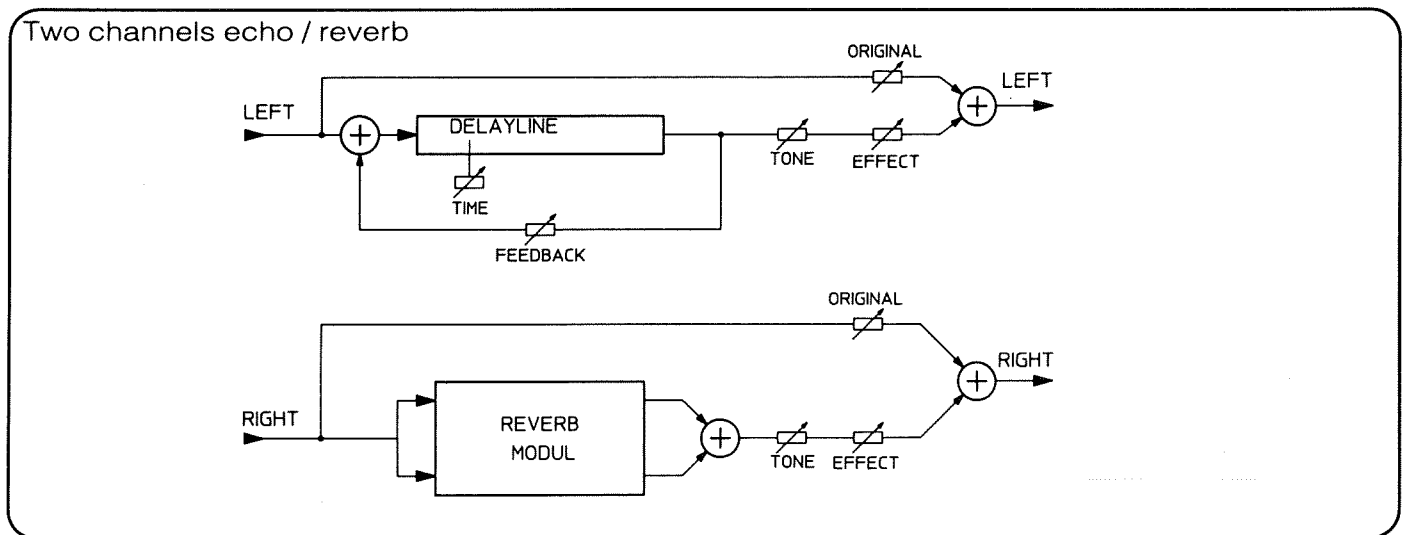 Two channels echo / reverb
ORIGINAL
LEFT
LEFT
DELAYLINE
TONE
EFFECT
TIME
FEEDBACK
ORIGINAL
RIGHT
RIGHT
REVERB
MODUL
TONE
EFFECT